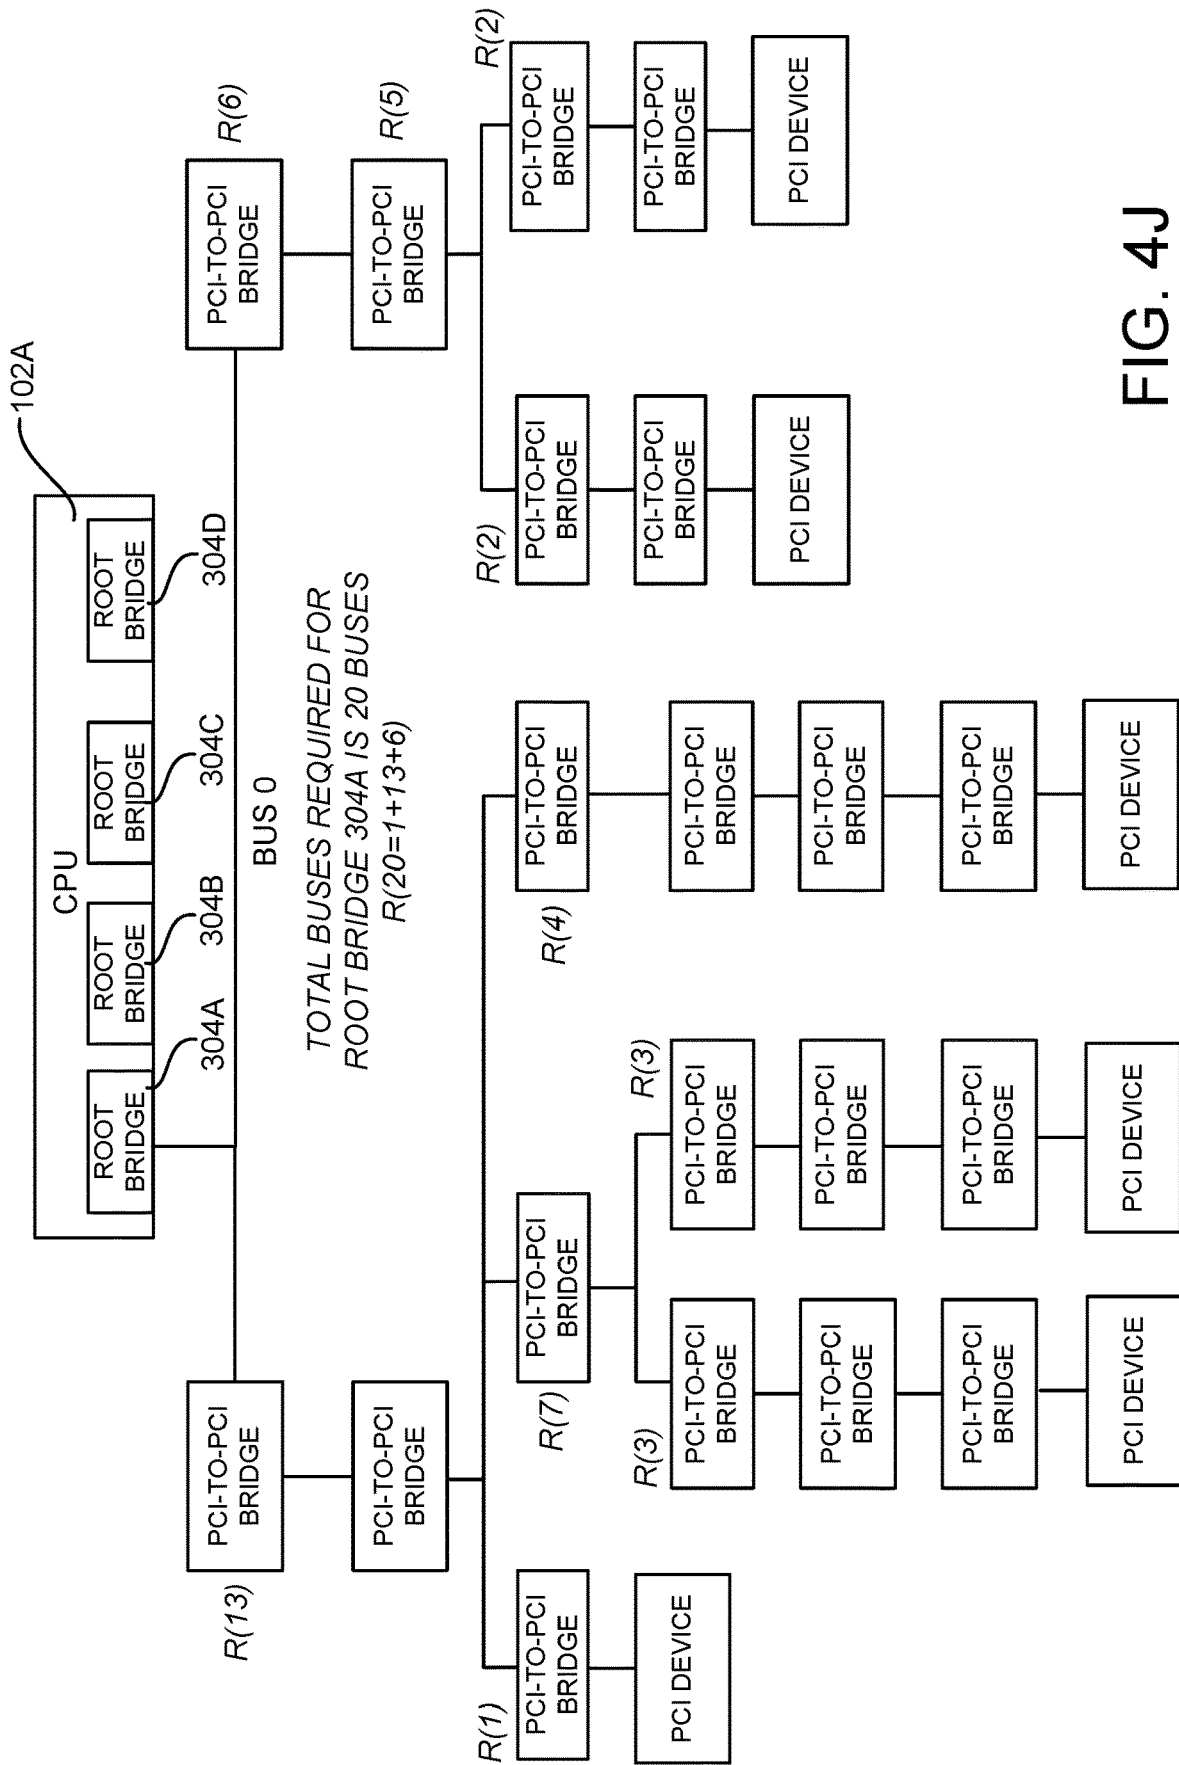 102A
CPU
ROOT
BRIDGE
ROOT
BRIDGE
ROOT
BRIDGE
ROOT
BRIDGE
304A
304B
304C
304D
BUS 0
TOTAL BUSES REQUIRED FOR
ROOT BRIDGE 304A IS 20 BUSES
R(20=1+13+6)
R(13)
PCI-TO-PCI
BRIDGE
PCI-TO-PCI
BRIDGE
R(6)
PCI-TO-PCI
BRIDGE
PCI-TO-PCI
BRIDGE
R(5)
R(1)
PCI-TO-PCI
BRIDGE
PCI DEVICE
R(7)
PCI-TO-PCI
BRIDGE
R(3)
PCI-TO-PCI
BRIDGE
PCI-TO-PCI
BRIDGE
PCI-TO-PCI
BRIDGE
PCI DEVICE
R(3)
PCI-TO-PCI
BRIDGE
PCI-TO-PCI
BRIDGE
PCI-TO-PCI
BRIDGE
PCI DEVICE
R(4)
PCI-TO-PCI
BRIDGE
PCI-TO-PCI
BRIDGE
PCI-TO-PCI
BRIDGE
PCI-TO-PCI
BRIDGE
PCI DEVICE
R(2)
PCI-TO-PCI
BRIDGE
PCI-TO-PCI
BRIDGE
PCI DEVICE
R(2)
PCI-TO-PCI
BRIDGE
PCI-TO-PCI
BRIDGE
PCI DEVICE
FIG. 4J